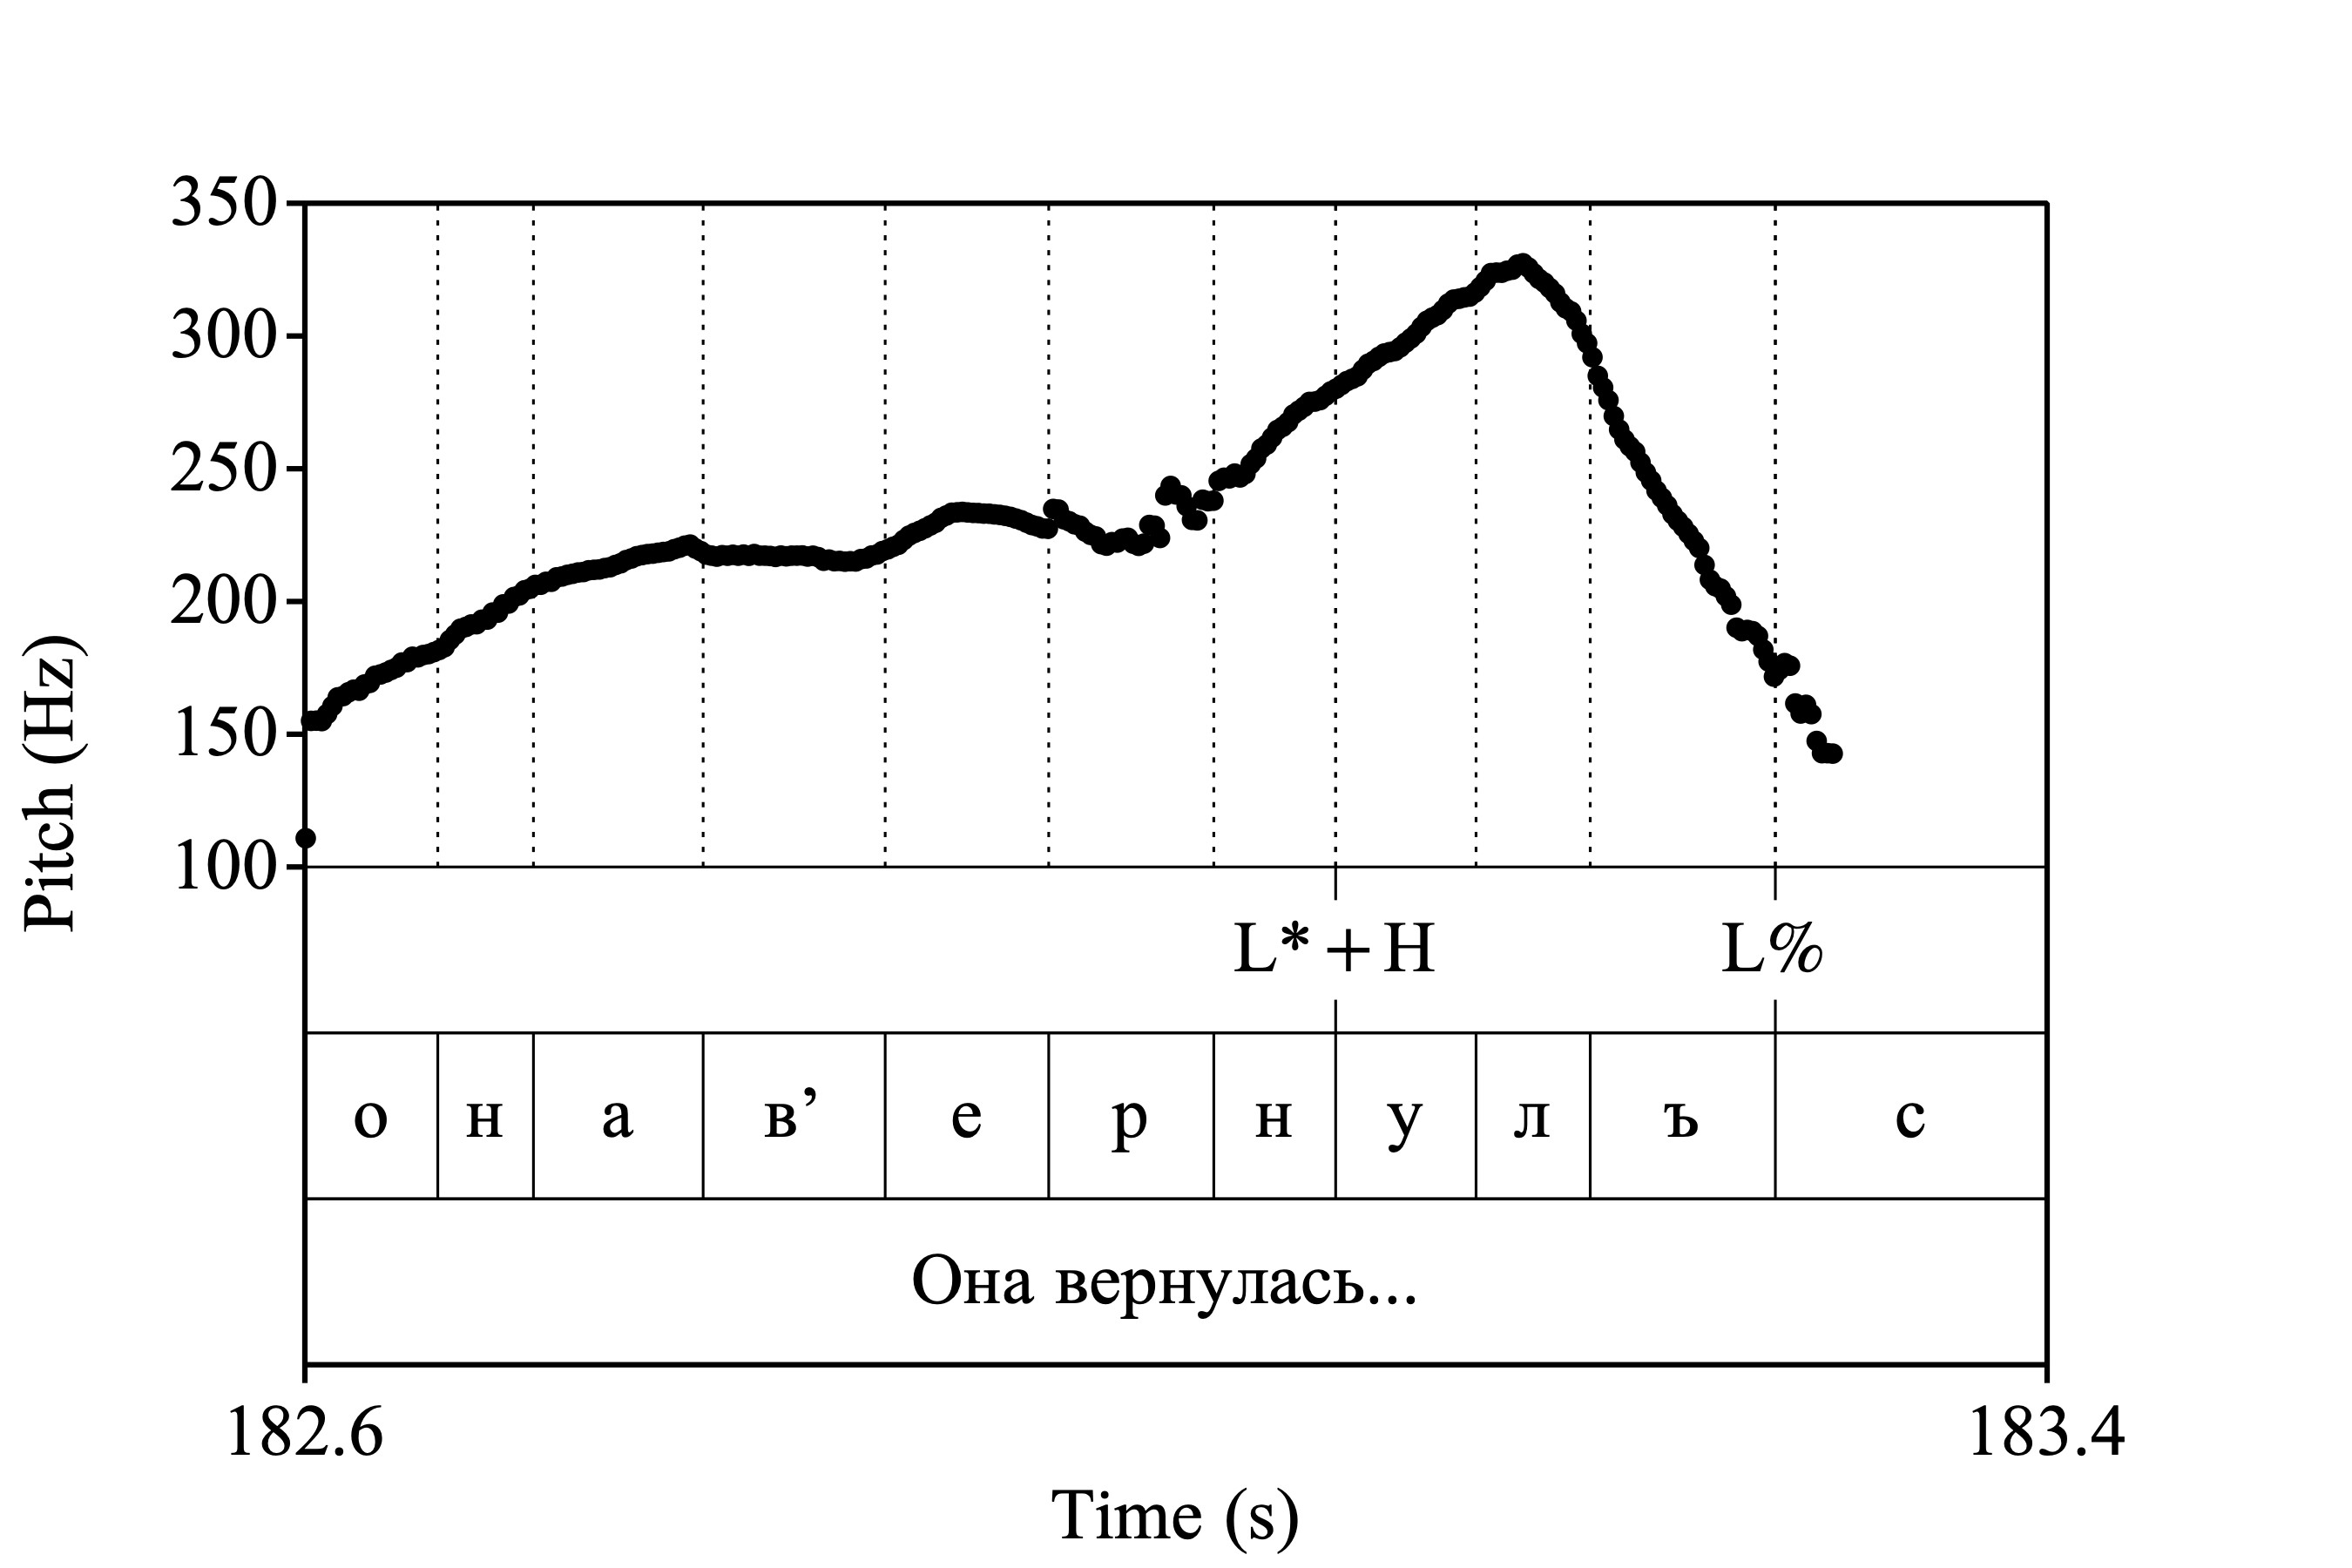 Pitch (Hz)
350
300
250
200
150
100
L*+H L%
о н а в’ е р н у л ъ с
Она вернулась...
182.6 183.4
Time (s)